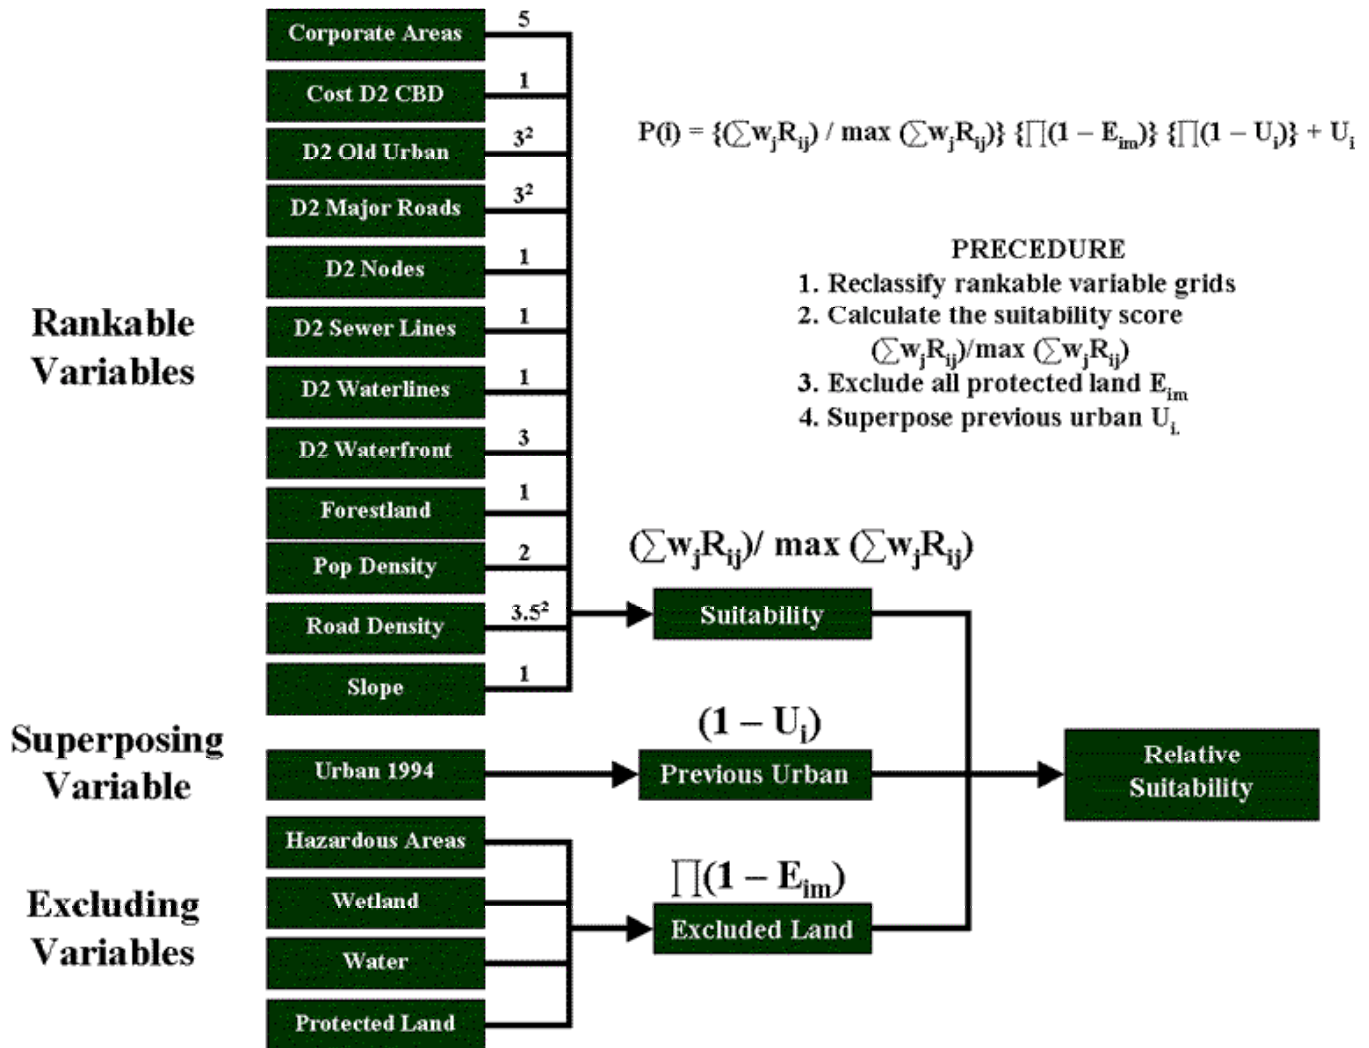 Corporate Areas
5
Cost D2 CBD
1
D2 Old Urban
3²
D2 Major Roads
3²
D2 Nodes
1
D2 Sewer Lines
1
D2 Waterlines
1
D2 Waterfront
3
Forestland
1
Pop Density
2
Road Density
3.5²
Slope
1
Rankable
Variables
P(i) = {(∑wⱼRᵢⱼ) / max (∑wⱼRᵢⱼ)} {∏(1 – Eᵢₘ)} {∏(1 – Uᵢ)} + Uᵢ
PRECEDURE
1. Reclassify rankable variable grids
2. Calculate the suitability score
(∑wⱼRᵢⱼ)/max (∑wⱼRᵢⱼ)
3. Exclude all protected land Eᵢₘ
4. Superpose previous urban Uᵢ.
(∑wⱼRᵢⱼ)/ max (∑wⱼRᵢⱼ)
Suitability
Superposing
Variable
Urban 1994
(1 – Uᵢ)
Previous Urban
Relative
Suitability
Excluding
Variables
Hazardous Areas
Wetland
Water
Protected Land
∏(1 – Eᵢₘ)
Excluded Land